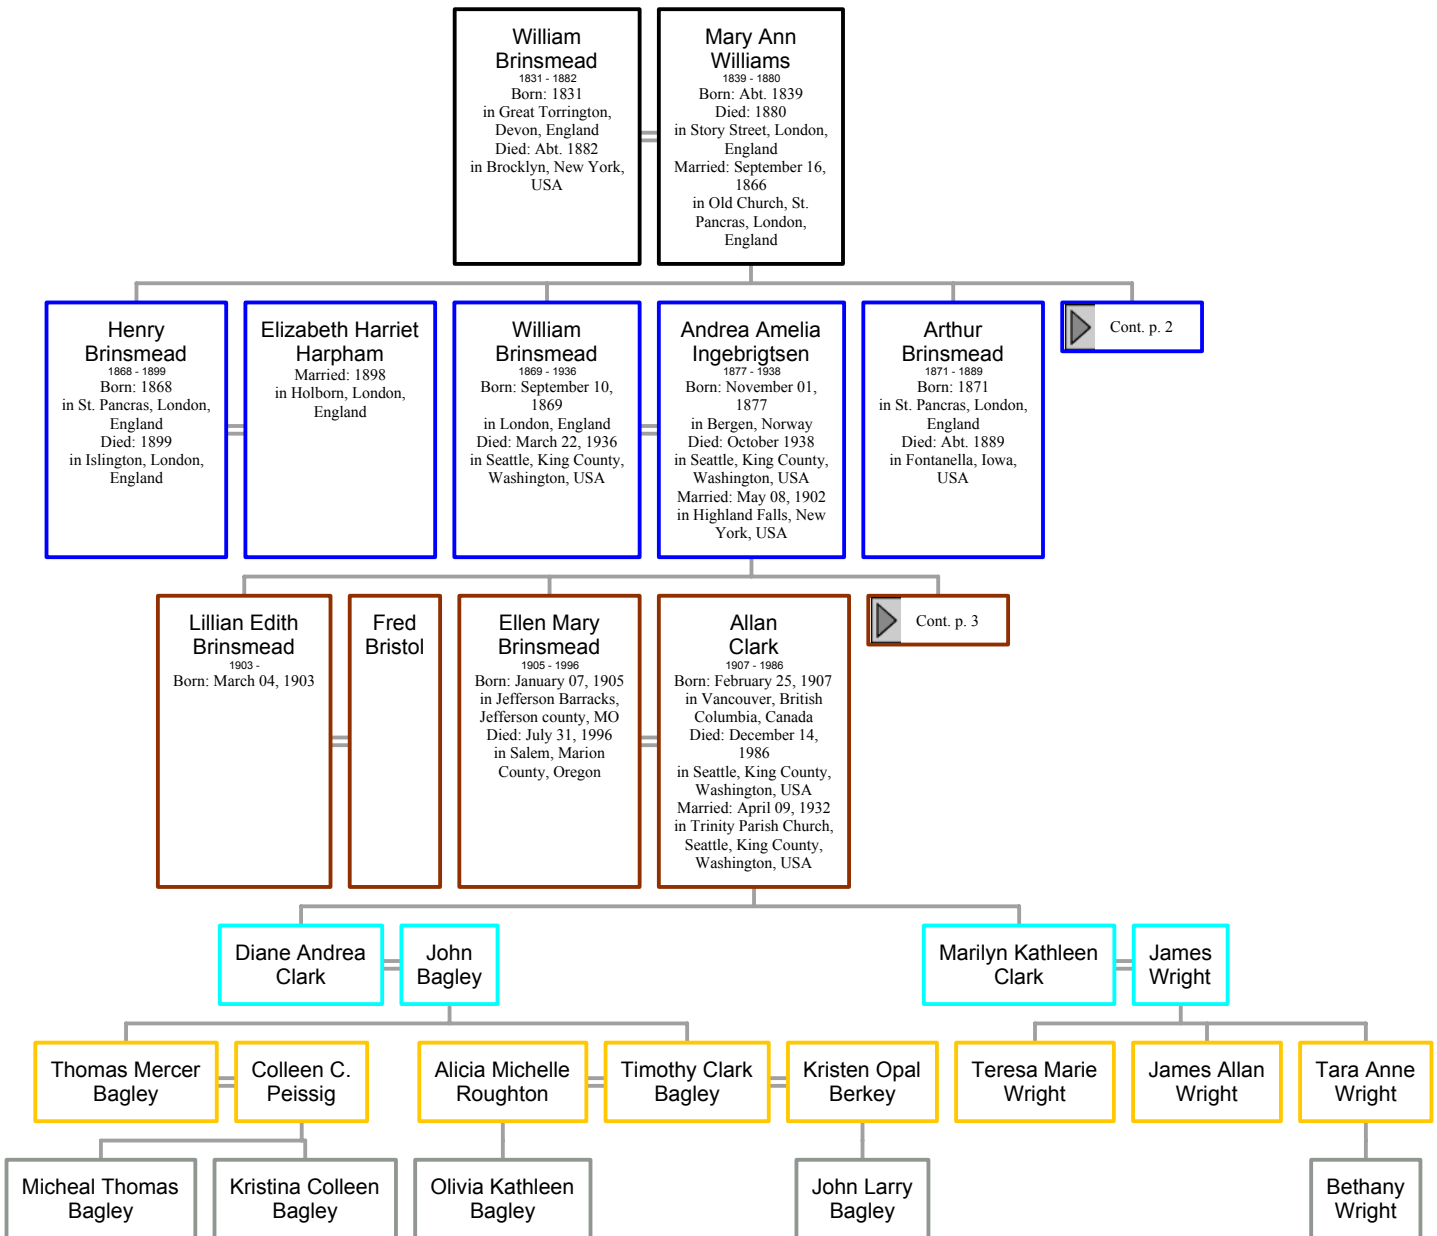 William
Brinsmead
1831 - 1882
Born: 1831
in Great Torrington,
Devon, England
Died: Abt. 1882
in Brocklyn, New York,
USA
Mary Ann
Williams
1839 - 1880
Born: Abt. 1839
Died: 1880
in Story Street, London,
England
Married: September 16,
1866
in Old Church, St.
Pancras, London,
England
Henry
Brinsmead
1868 - 1899
Born: 1868
in St. Pancras, London,
England
Died: 1899
in Islington, London,
England
Elizabeth Harriet
Harpham
Married: 1898
in Holborn, London,
England
William
Brinsmead
1869 - 1936
Born: September 10,
1869
in London, England
Died: March 22, 1936
in Seattle, King County,
Washington, USA
Andrea Amelia
Ingebrigtsen
1877 - 1938
Born: November 01,
1877
in Bergen, Norway
Died: October 1938
in Seattle, King County,
Washington, USA
Married: May 08, 1902
in Highland Falls, New
York, USA
Arthur
Brinsmead
1871 - 1889
Born: 1871
in St. Pancras, London,
England
Died: Abt. 1889
in Fontanella, Iowa,
USA
Cont. p. 2
Lillian Edith
Brinsmead
1903 -
Born: March 04, 1903
Fred
Bristol
Ellen Mary
Brinsmead
1905 - 1996
Born: January 07, 1905
in Jefferson Barracks,
Jefferson county, MO
Died: July 31, 1996
in Salem, Marion
County, Oregon
Allan
Clark
1907 - 1986
Born: February 25, 1907
in Vancouver, British
Columbia, Canada
Died: December 14,
1986
in Seattle, King County,
Washington, USA
Married: April 09, 1932
in Trinity Parish Church,
Seattle, King County,
Washington, USA
Cont. p. 3
Diane Andrea
Clark
John
Bagley
Marilyn Kathleen
Clark
James
Wright
Thomas Mercer
Bagley
Colleen C.
Peissig
Alicia Michelle
Roughton
Timothy Clark
Bagley
Kristen Opal
Berkey
Teresa Marie
Wright
James Allan
Wright
Tara Anne
Wright
Micheal Thomas
Bagley
Kristina Colleen
Bagley
Olivia Kathleen
Bagley
John Larry
Bagley
Bethany
Wright